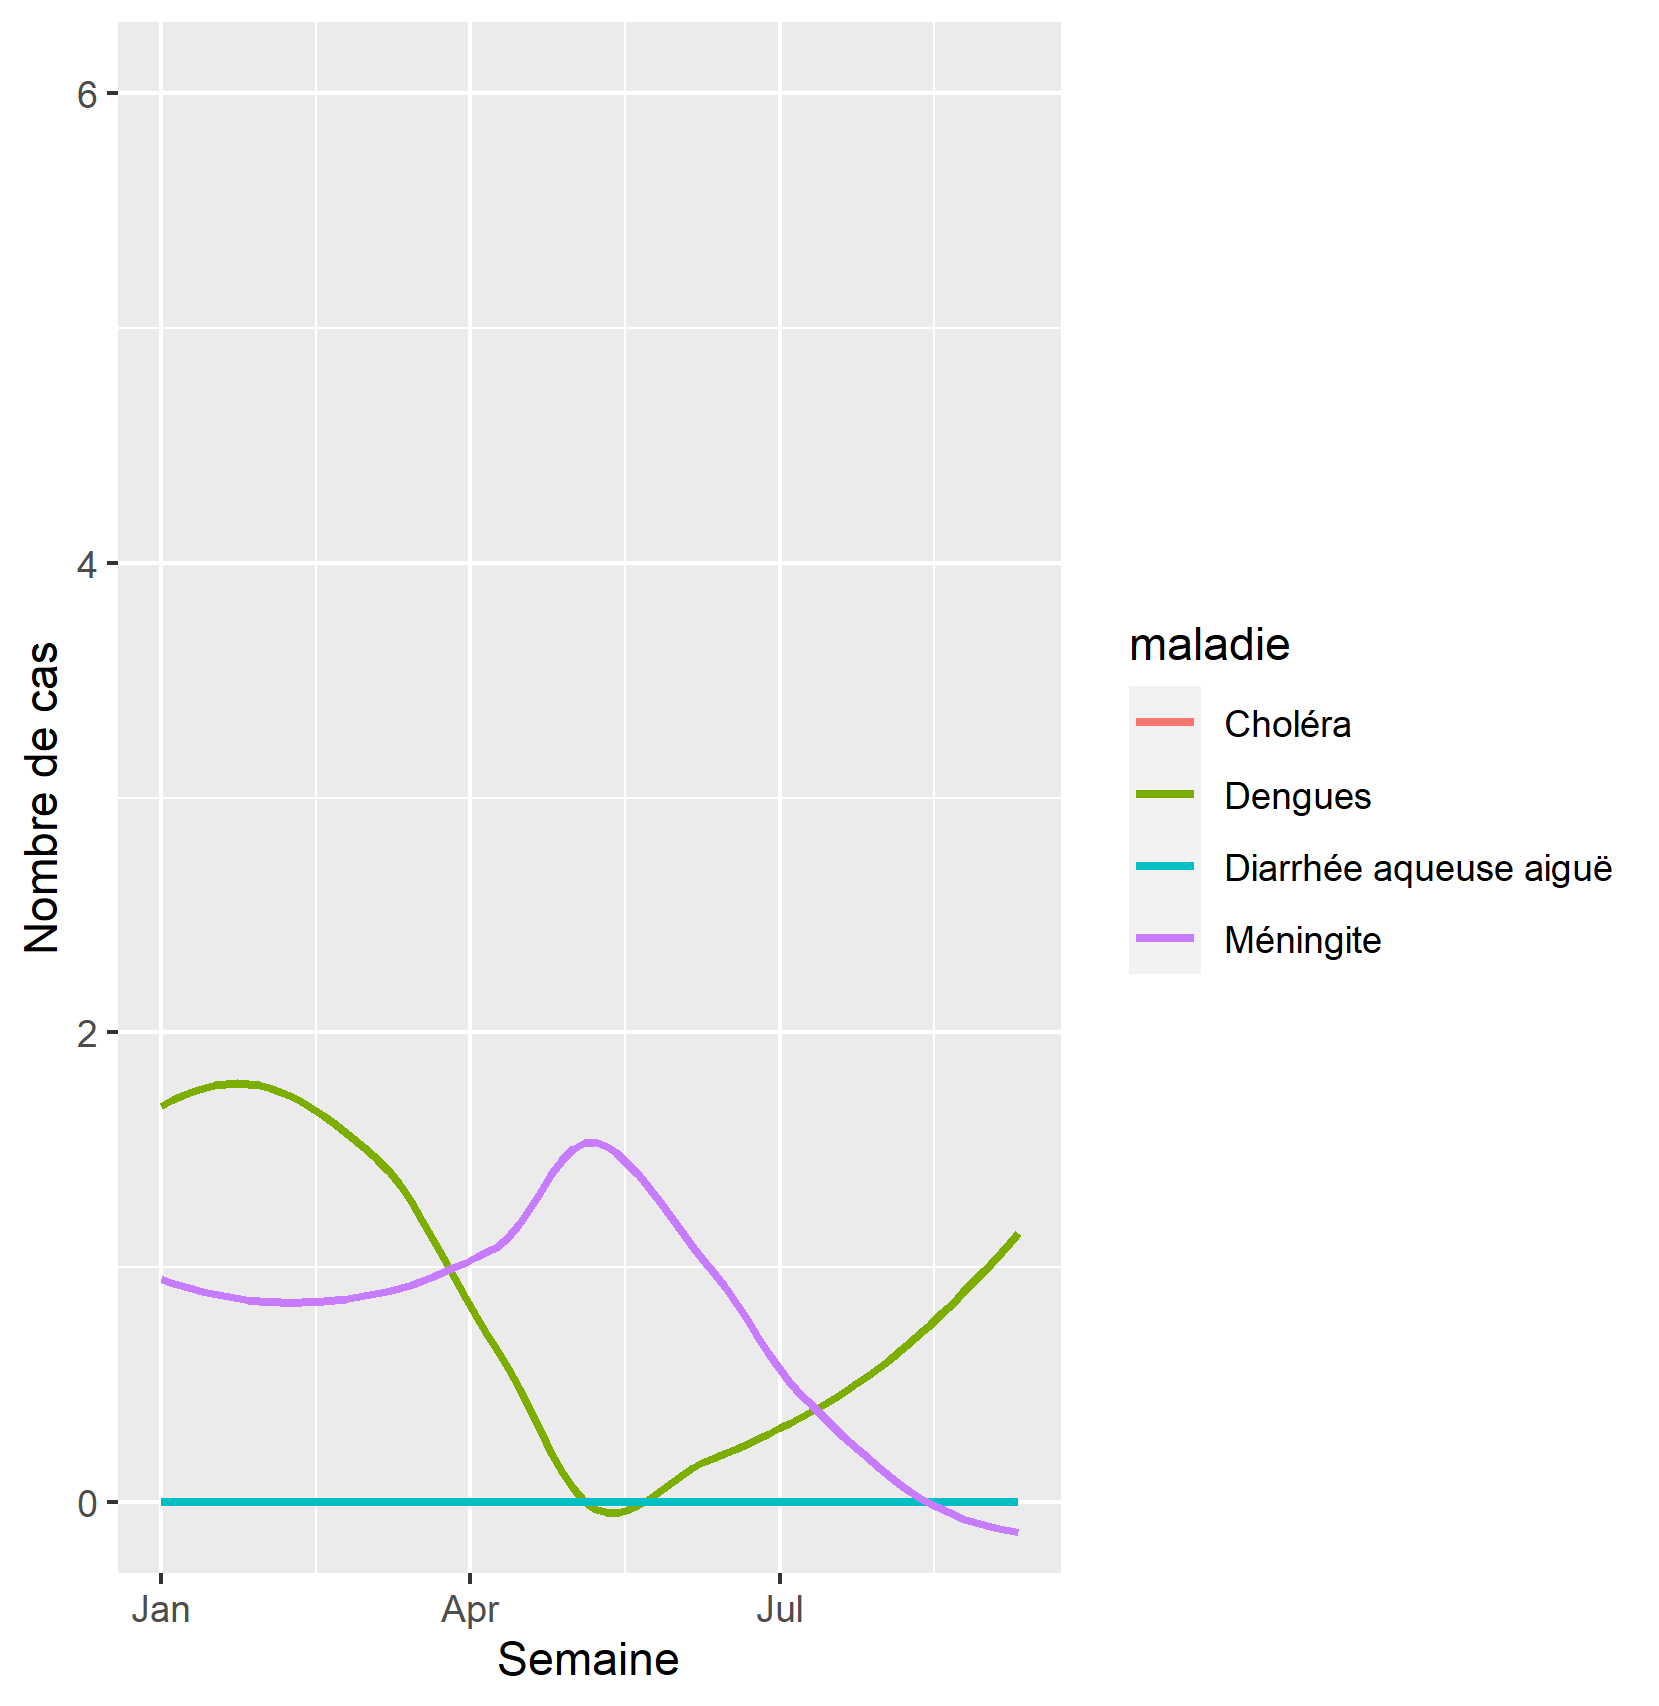 6
4
2
0
Nombre de cas
Jan
Apr
Jul
Semaine
maladie
Choléra
Dengues
Diarrhée aqueuse aiguë
Méningite